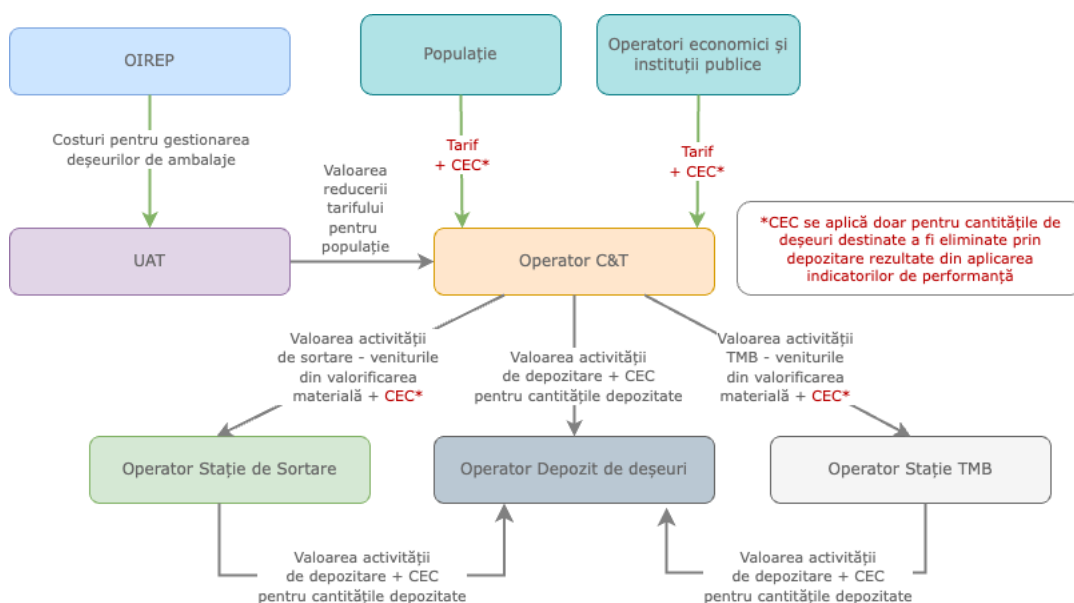 OIREP
Populație
Operatori economici și
instituții publice
Costuri pentru gestionarea
deșeurilor de ambalaje
Tarif
+ CEC*
Tarif
+ CEC*
Valoarea
reducerii
tarifului
pentru
populație
UAT
Operator C&T
*CEC se aplică doar pentru cantitățile de
deșeuri destinate a fi eliminate prin
depozitare rezultate din aplicarea
indicatorilor de performanță
Valoarea activității
de sortare - veniturile
din valorificarea
materială + CEC*
Valoarea activității
de depozitare + CEC
pentru cantitățile depozitate
Valoarea activității
TMB - veniturile
din valorificarea
materială + CEC*
Operator Stație de Sortare
Operator Depozit de deșeuri
Operator Stație TMB
Valoarea activității
de depozitare + CEC
pentru cantitățile depozitate
Valoarea activității
de depozitare + CEC
pentru cantitățile depozitate